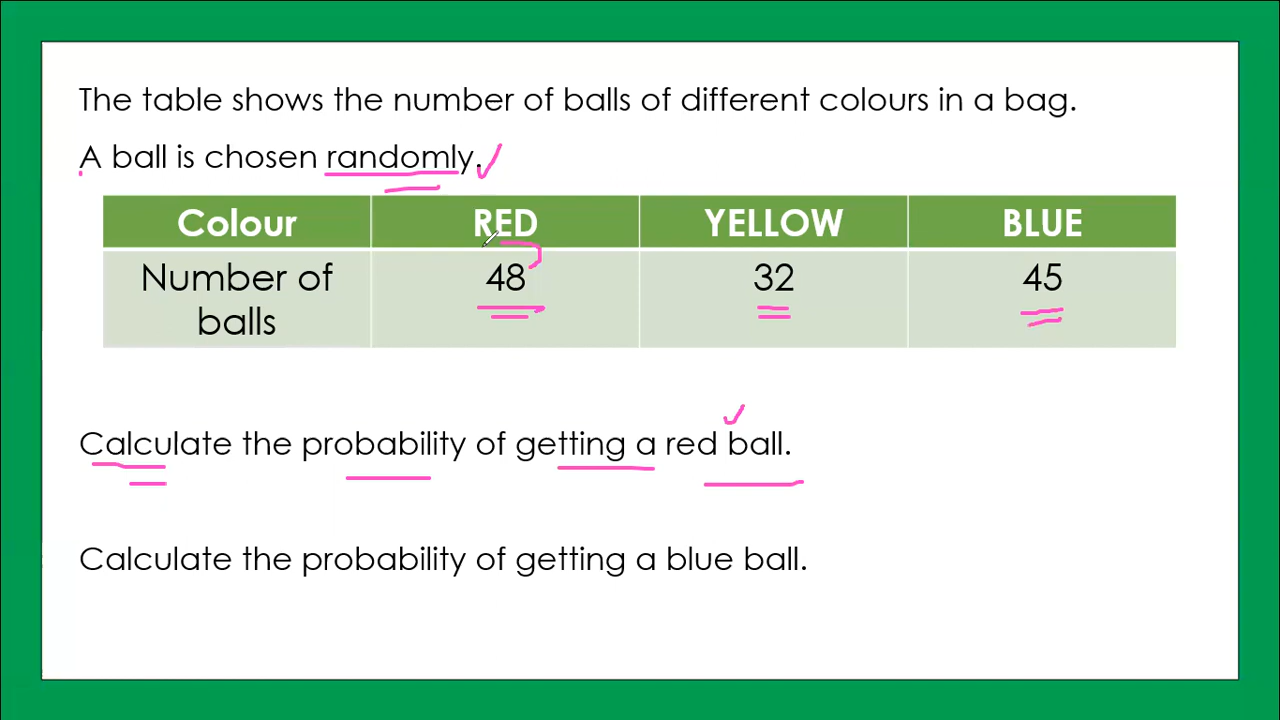 The table shows the number of balls of different colours in a bag.
A ball is chosen randomly.
Colour RED YELLOW BLUE
Number of 48 32 45
balls
Calculate the probability of getting a red ball.
Calculate the probability of getting a blue ball.